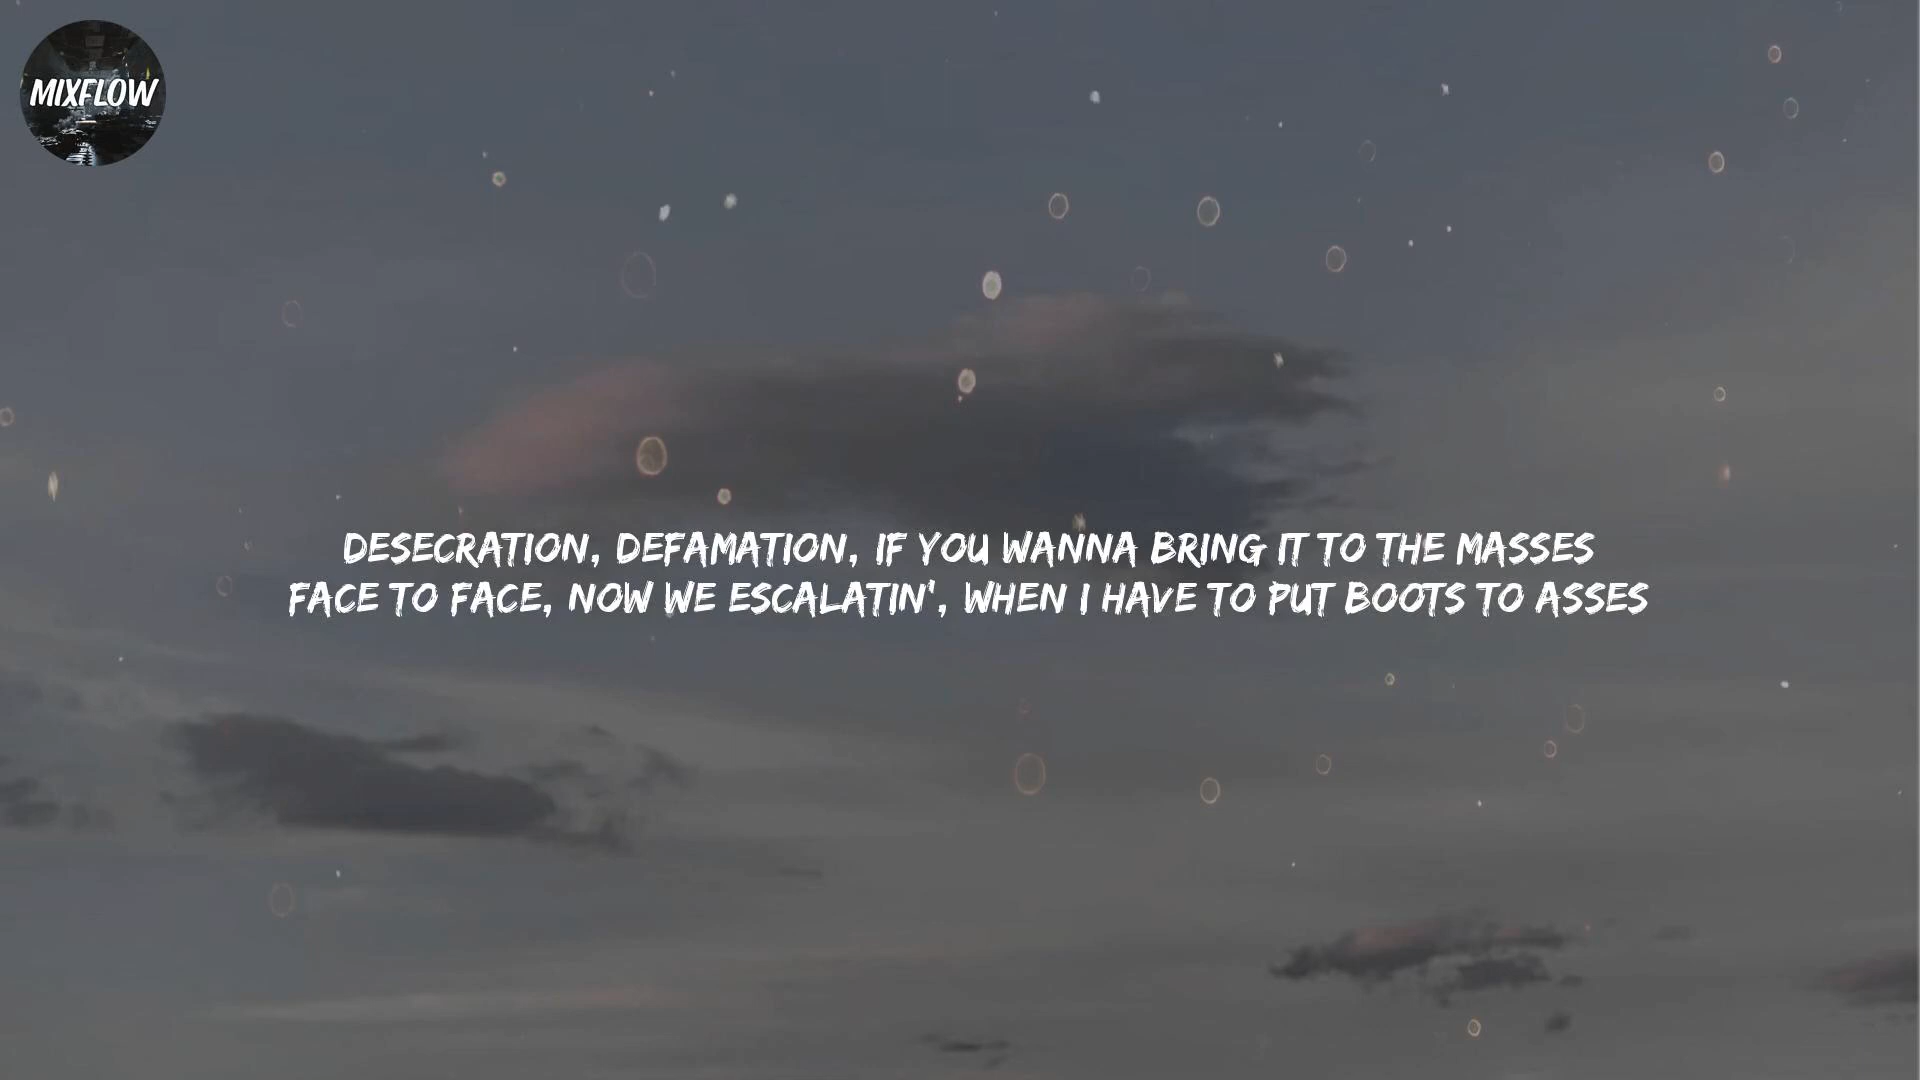 MIXFLOW
DESECRATION, DEFAMATION, IF YOU WANNA BRING IT TO THE MASSES
FACE TO FACE, NOW WE ESCALATIN', WHEN I HAVE TO PUT BOOTS TO ASSES